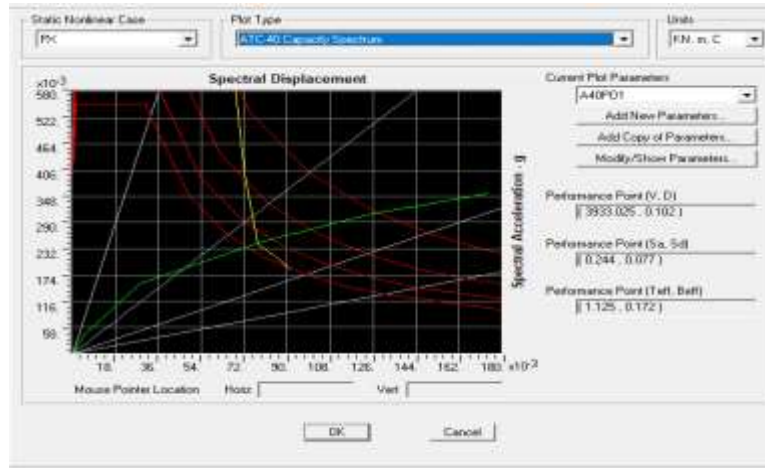 Static Nonlinear Case
Plot Type
Units
PX
ATC-40 Capacity Spectrum
KN, m, C
x10-3
Spectral Displacement
580.
522.
464.
406.
348.
290.
232.
174.
116.
58.
18.
36.
54.
72.
90.
108.
126.
144.
162.
180.
x10-3
Spectral Acceleration - g
Mouse Pointer Location
Horiz
Vert
Current Plot Parameters
A40PO1
Add New Parameters...
Add Copy of Parameters...
Modify/Show Parameters...
Performance Point (V, D)
( 3933.025 , 0.102 )
Performance Point (Sa, Sd)
( 0.244 , 0.077 )
Performance Point (Teff, Beff)
( 1.125 , 0.172 )
OK
Cancel